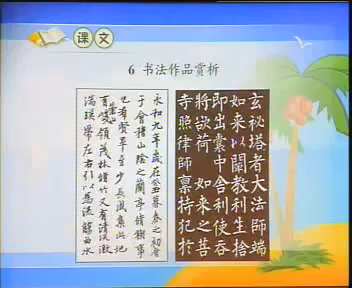 课文
6 书法作品赏析
永和九年歲在癸丑暮春之初會
于會稽山陰之蘭亭脩禊事
也羣賢畢至少長咸集此地
有崇山峻領茂林脩竹又有清流激
湍暎帶左右引以為流觴曲水
玄秘塔者大法師端
如來以闡教利生捨
即出囊中舍利使吞
將欲荷 如來之菩
寺照律師稟持犯於